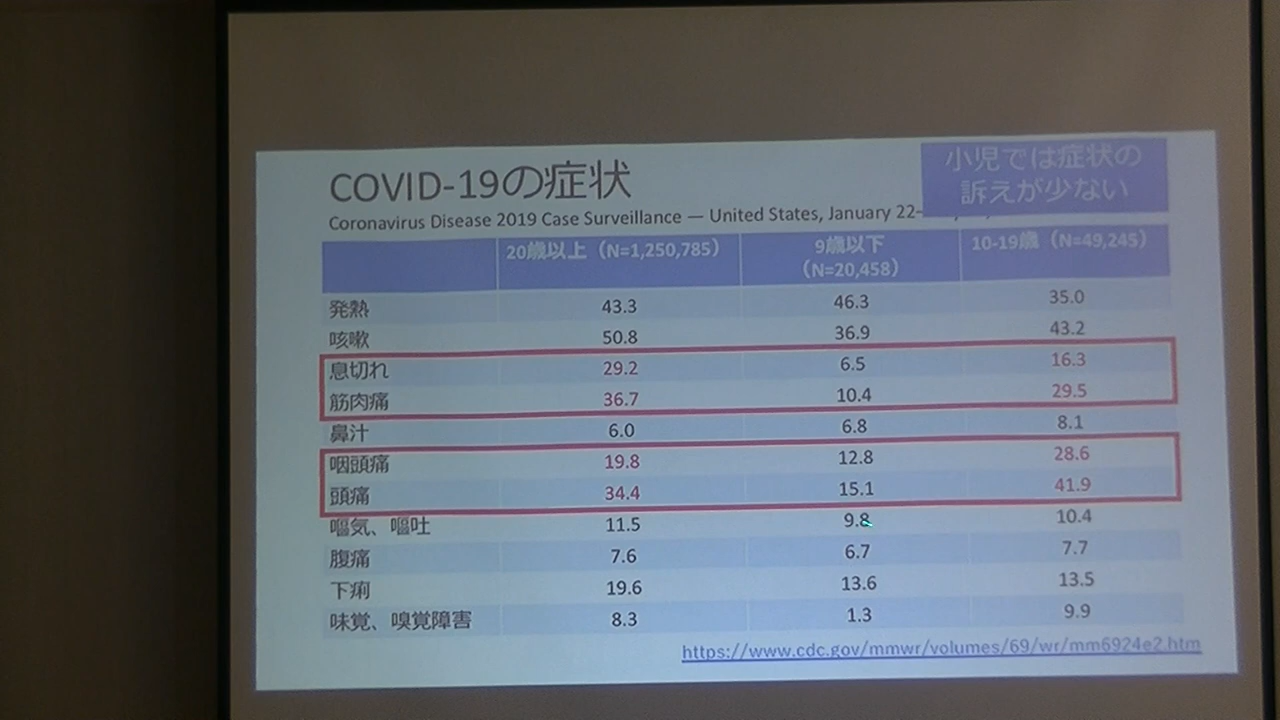 小児では症状の
訴えが少ない
COVID-19の症状
Coronavirus Disease 2019 Case Surveillance — United States, January 22–
20歳以上（N=1,250,785） 9歳以下 10-19歳（N=49,245）
（N=20,458）
発熱 43.3 46.3 35.0
咳嗽 50.8 36.9 43.2
息切れ 29.2 6.5 16.3
筋肉痛 36.7 10.4 29.5
鼻汁 6.0 6.8 8.1
咽頭痛 19.8 12.8 28.6
頭痛 34.4 15.1 41.9
嘔気、嘔吐 11.5 9.8 10.4
腹痛 7.6 6.7 7.7
下痢 19.6 13.6 13.5
味覚、嗅覚障害 8.3 1.3 9.9
https://www.cdc.gov/mmwr/volumes/69/wr/mm6924e2.htm